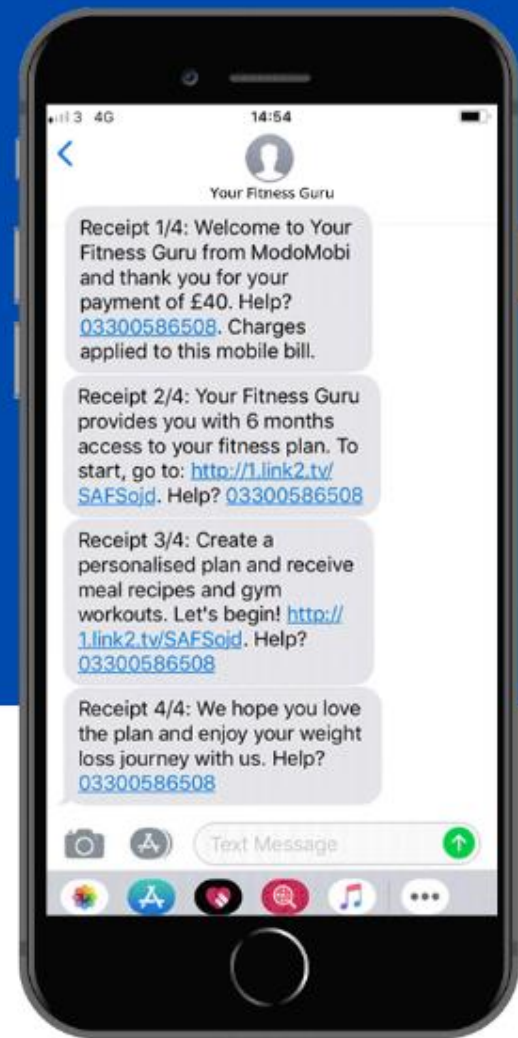 3 4G 14:54
Your Fitness Guru
Receipt 1/4: Welcome to Your
Fitness Guru from ModoMobi
and thank you for your
payment of £40. Help?
03300586508. Charges
applied to this mobile bill.
Receipt 2/4: Your Fitness Guru
provides you with 6 months
access to your fitness plan. To
start, go to: http://1.link2.tv/
SAFSojd. Help? 03300586508
Receipt 3/4: Create a
personalised plan and receive
meal recipes and gym
workouts. Let's begin! http://
1.link2.tv/SAFSojd. Help?
03300586508
Receipt 4/4: We hope you love
the plan and enjoy your weight
loss journey with us. Help?
03300586508
Text Message